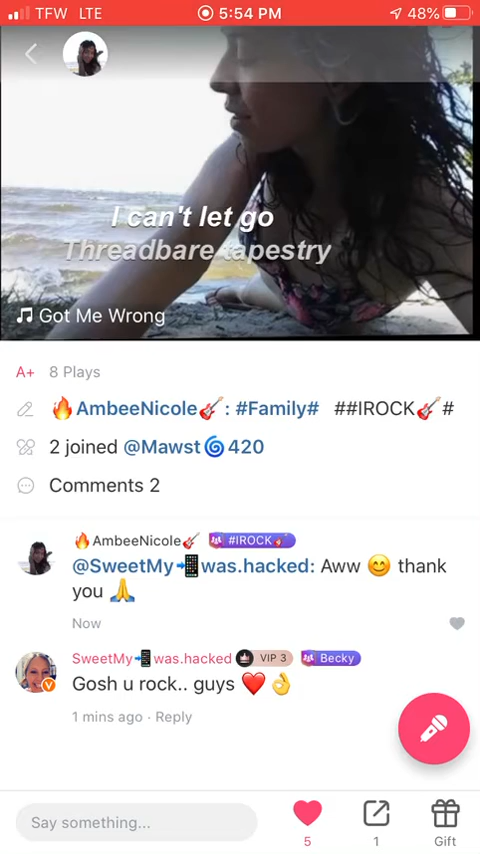 TFW LTE 5:54 PM 48%
I can't let go
Threadbare tapestry
Got Me Wrong
A+ 8 Plays
🔥AmbeeNicole🎸: #Family# ##IROCK🎸#
2 joined @Mawst🌀420
Comments 2
🔥AmbeeNicole🎸 #IROCK🎸
@SweetMy📲was.hacked: Aww 😊 thank
you 🙏
Now
SweetMy📲was.hacked VIP 3 Becky
Gosh u rock.. guys ❤️👌
1 mins ago · Reply
Say something...
5
1
Gift